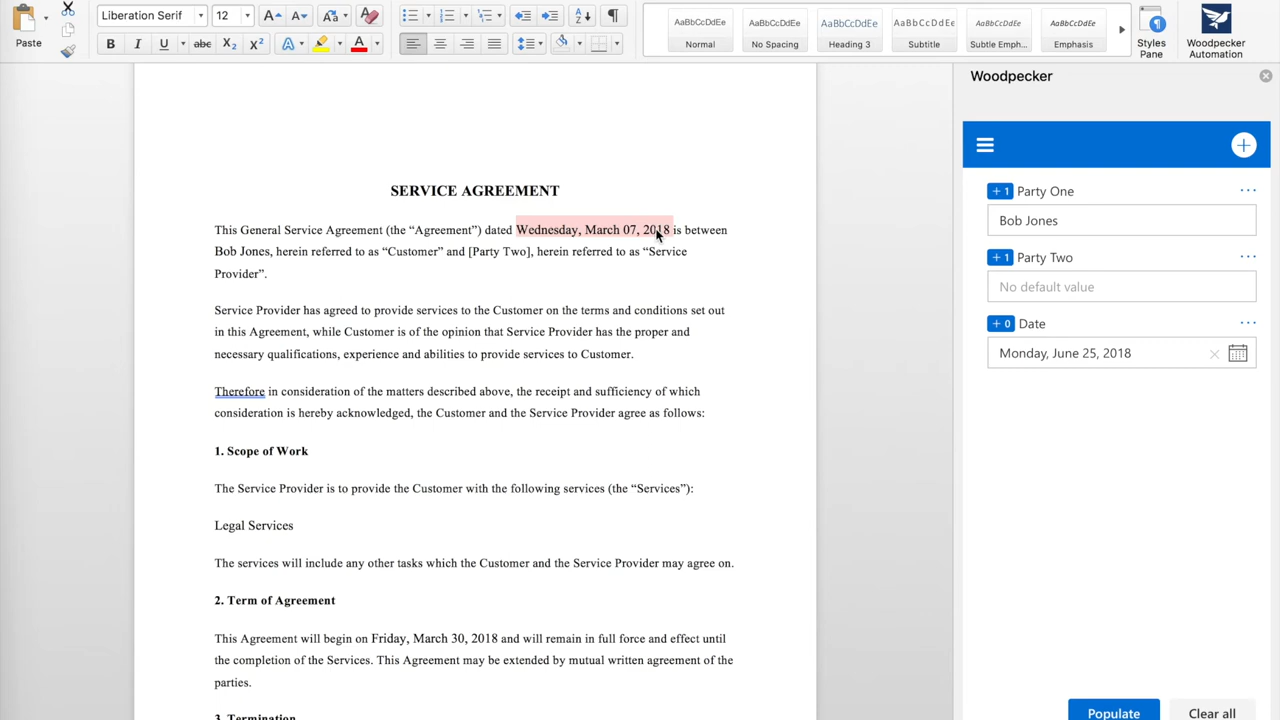 Liberation Serif
12
AaBbCcDdEe
AaBbCcDdEe
AaBbCcDdEe
AaBbCcDdEe
AaBbCcDdEe
AaBbCcDdEe
Paste
B I U abc X₂ X² A A
Normal
No Spacing
Heading 3
Subtitle
Subtle Emph...
Emphasis
Styles
Pane
Woodpecker
Automation
SERVICE AGREEMENT
This General Service Agreement (the “Agreement”) dated Wednesday, March 07, 2018 is between
Bob Jones, herein referred to as “Customer” and [Party Two], herein referred to as “Service
Provider”.
Service Provider has agreed to provide services to the Customer on the terms and conditions set out
in this Agreement, while Customer is of the opinion that Service Provider has the proper and
necessary qualifications, experience and abilities to provide services to Customer.
Therefore in consideration of the matters described above, the receipt and sufficiency of which
consideration is hereby acknowledged, the Customer and the Service Provider agree as follows:
1. Scope of Work
The Service Provider is to provide the Customer with the following services (the “Services”):
Legal Services
The services will include any other tasks which the Customer and the Service Provider may agree on.
2. Term of Agreement
This Agreement will begin on Friday, March 30, 2018 and will remain in full force and effect until
the completion of the Services. This Agreement may be extended by mutual written agreement of the
parties.
3. Termination
Woodpecker
+ 1 Party One
Bob Jones
+ 1 Party Two
No default value
+ 0 Date
Monday, June 25, 2018
Populate
Clear all